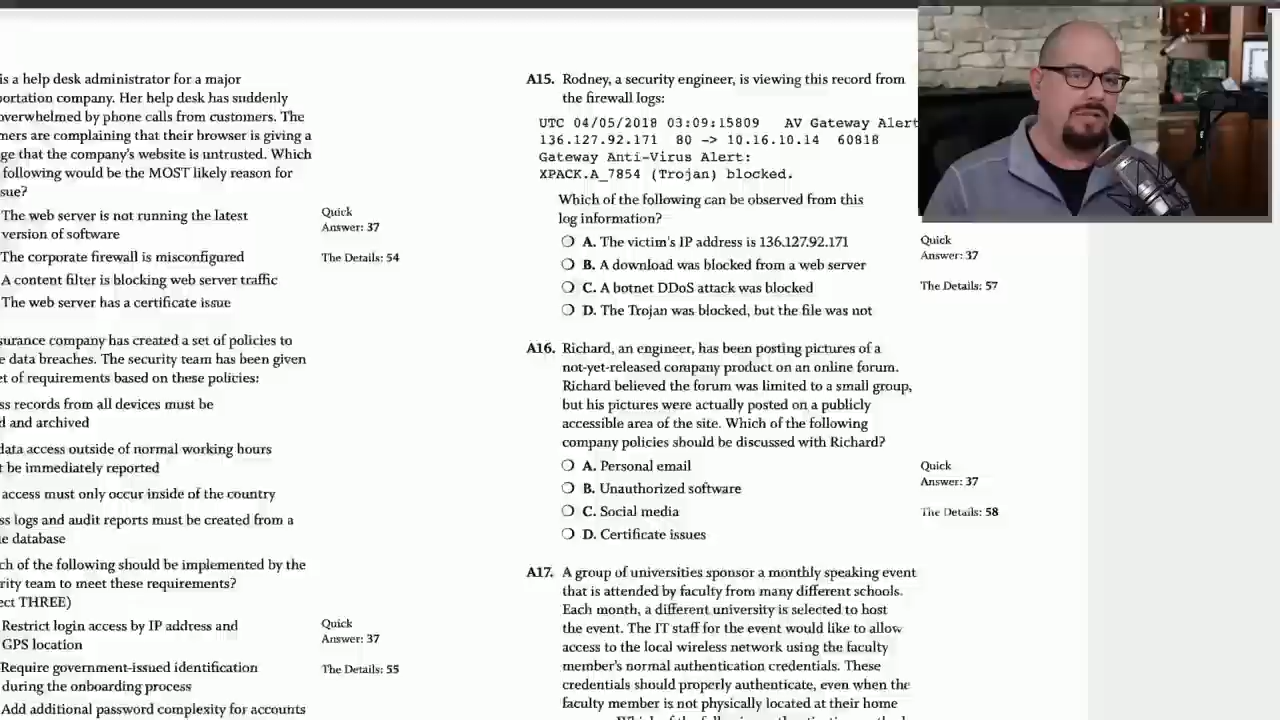 is a help desk administrator for a major
portation company. Her help desk has suddenly
overwhelmed by phone calls from customers. The
mers are complaining that their browser is giving a
ge that the company's website is untrusted. Which
following would be the MOST likely reason for
sue?
The web server is not running the latest
version of software
The corporate firewall is misconfigured
A content filter is blocking web server traffic
The web server has a certificate issue
Quick
Answer: 37
The Details: 54
surance company has created a set of policies to
e data breaches. The security team has been given
et of requirements based on these policies:
ss records from all devices must be
d and archived
data access outside of normal working hours
t be immediately reported
access must only occur inside of the country
ss logs and audit reports must be created from a
le database
ch of the following should be implemented by the
rity team to meet these requirements?
ect THREE)
Restrict login access by IP address and
GPS location
Require government-issued identification
during the onboarding process
Add additional password complexity for accounts
Quick
Answer: 37
The Details: 55
A15. Rodney, a security engineer, is viewing this record from
the firewall logs:
UTC 04/05/2018 03:09:15809 AV Gateway Alert
136.127.92.171 80 -> 10.16.10.14 60818
Gateway Anti-Virus Alert:
XPACK.A_7854 (Trojan) blocked.
Which of the following can be observed from this
log information?
A. The victim's IP address is 136.127.92.171
B. A download was blocked from a web server
C. A botnet DDoS attack was blocked
D. The Trojan was blocked, but the file was not
Quick
Answer: 37
The Details: 57
A16. Richard, an engineer, has been posting pictures of a
not-yet-released company product on an online forum.
Richard believed the forum was limited to a small group,
but his pictures were actually posted on a publicly
accessible area of the site. Which of the following
company policies should be discussed with Richard?
A. Personal email
B. Unauthorized software
C. Social media
D. Certificate issues
Quick
Answer: 37
The Details: 58
A17. A group of universities sponsor a monthly speaking event
that is attended by faculty from many different schools.
Each month, a different university is selected to host
the event. The IT staff for the event would like to allow
access to the local wireless network using the faculty
member's normal authentication credentials. These
credentials should properly authenticate, even when the
faculty member is not physically located at their home